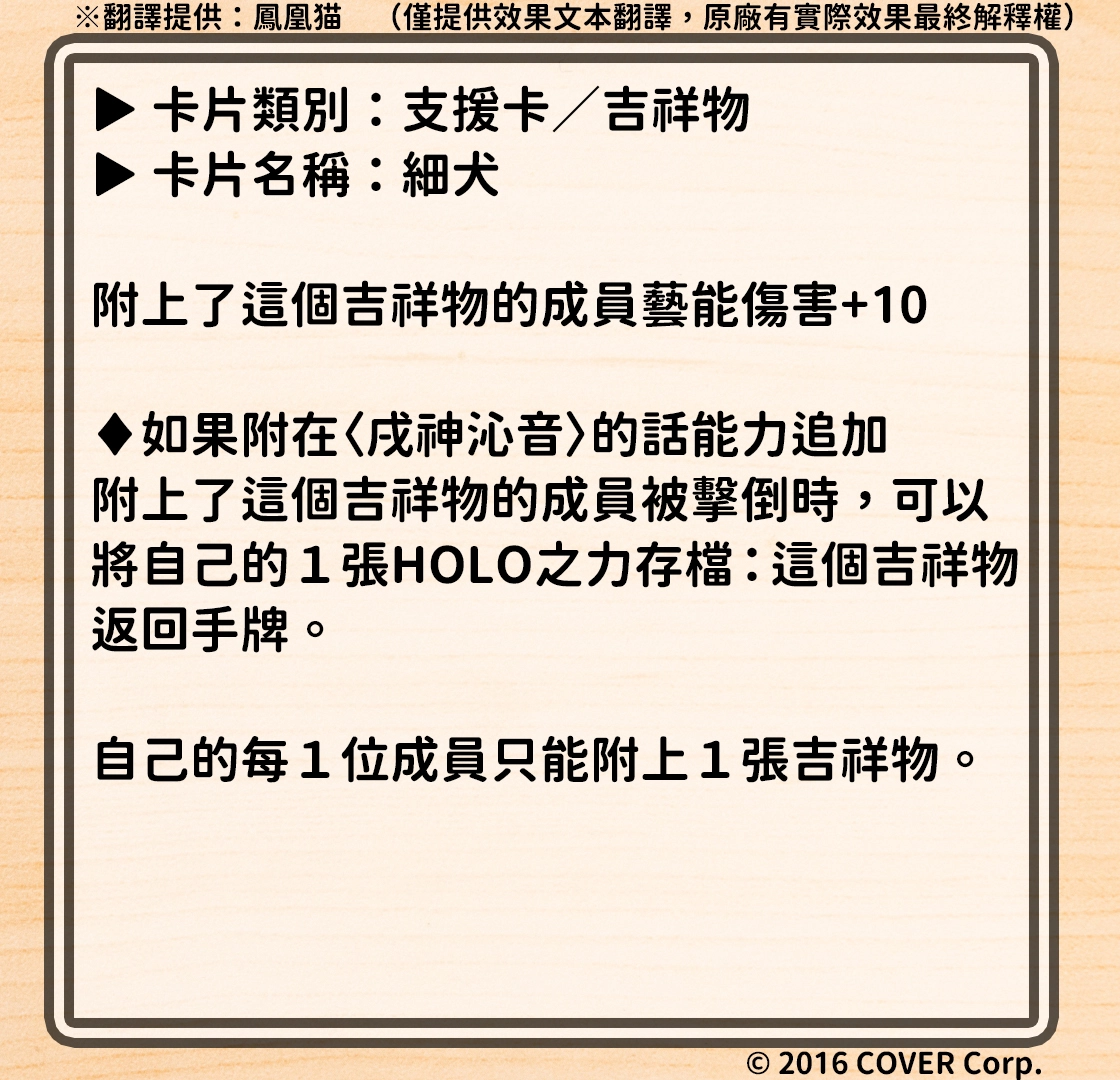 ※翻譯提供：鳳凰猫　（僅提供效果文本翻譯，原廠有實際效果最終解釋權）
▶ 卡片類別：支援卡／吉祥物
▶ 卡片名稱：細犬
附上了這個吉祥物的成員藝能傷害+10
♦如果附在〈戌神沁音〉的話能力追加
附上了這個吉祥物的成員被擊倒時，可以
將自己的１張HOLO之力存檔：這個吉祥物
返回手牌。
自己的每１位成員只能附上１張吉祥物。
© 2016 COVER Corp.